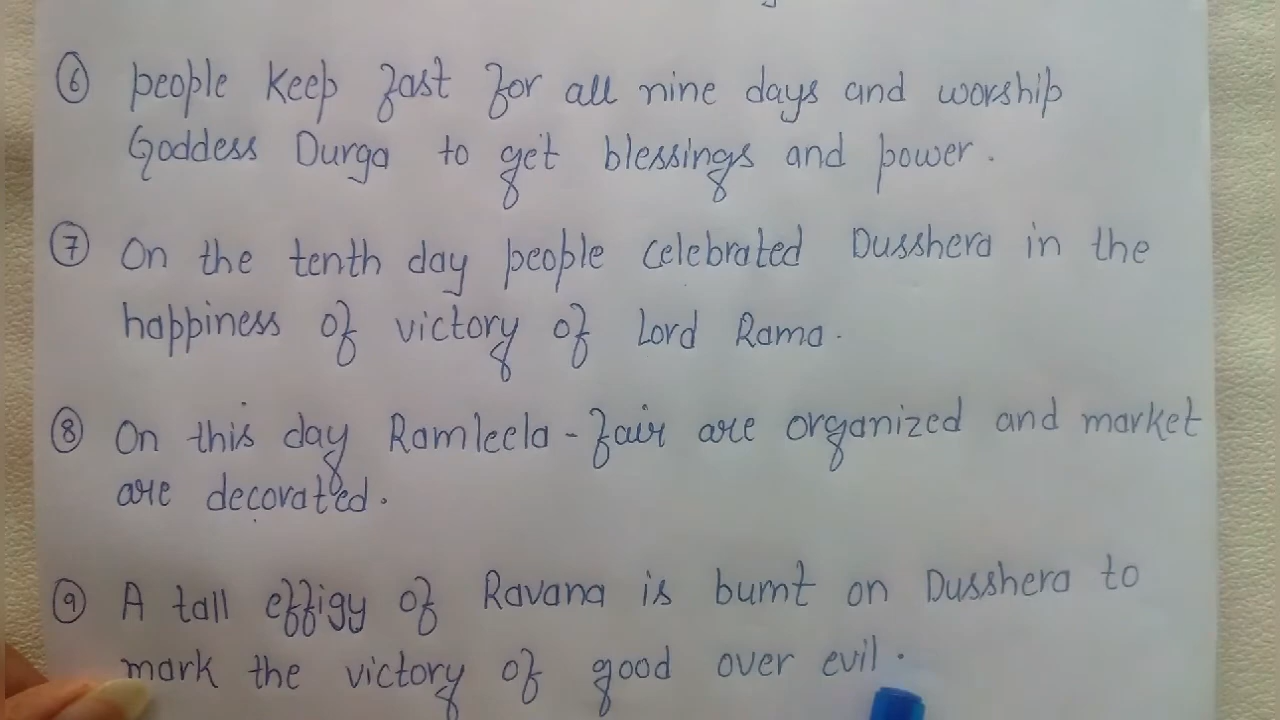 ⑥ people keep fast for all nine days and worship
Goddess Durga to get blessings and power.
⑦ On the tenth day people celebrated Dusshera in the
happiness of victory of Lord Rama.
⑧ On this day Ramleela-fair are organized and market
are decorated.
⑨ A tall effigy of Ravana is burnt on Dusshera to
mark the victory of good over evil.